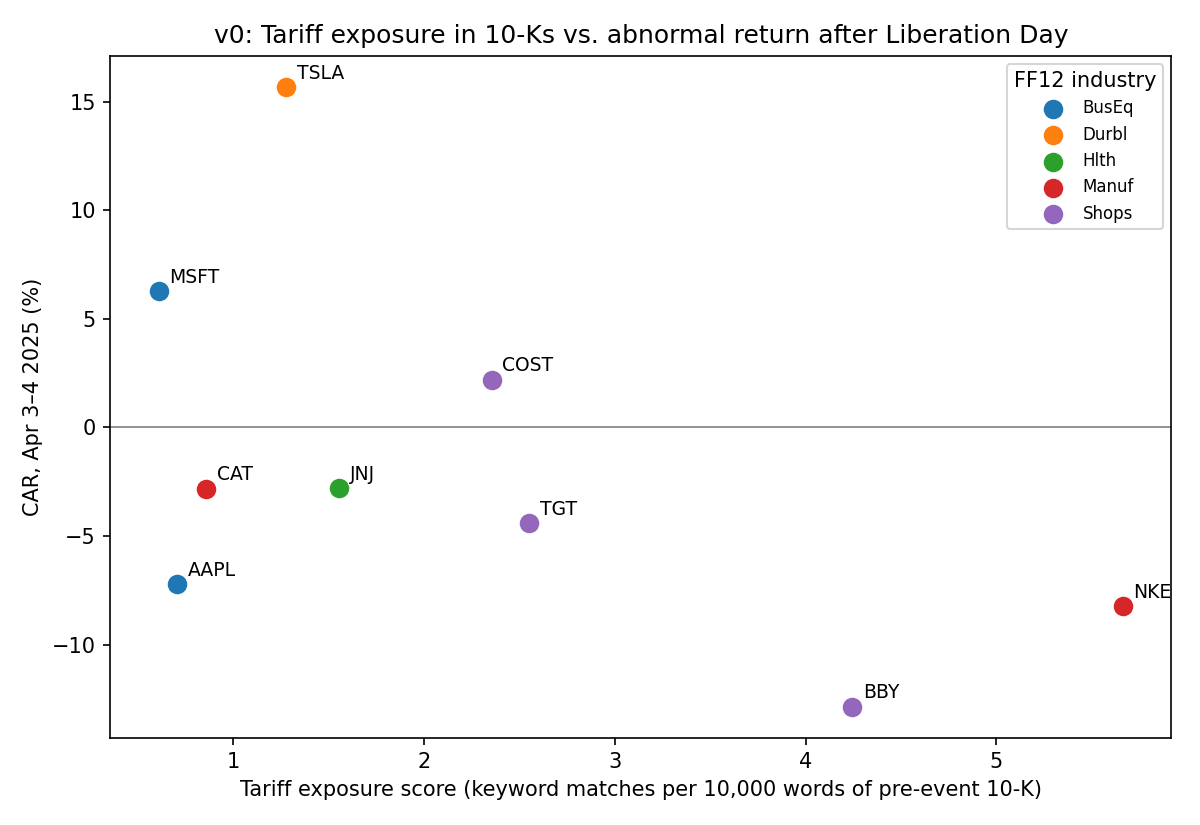 v0: Tariff exposure in 10-Ks vs. abnormal return after Liberation Day
TSLA
FF12 industry
BusEq
Durbl
Hlth
Manuf
Shops
MSFT
COST
CAT
JNJ
TGT
AAPL
NKE
BBY
15
10
5
0
−5
−10
CAR, Apr 3–4 2025 (%)
1
2
3
4
5
Tariff exposure score (keyword matches per 10,000 words of pre-event 10-K)